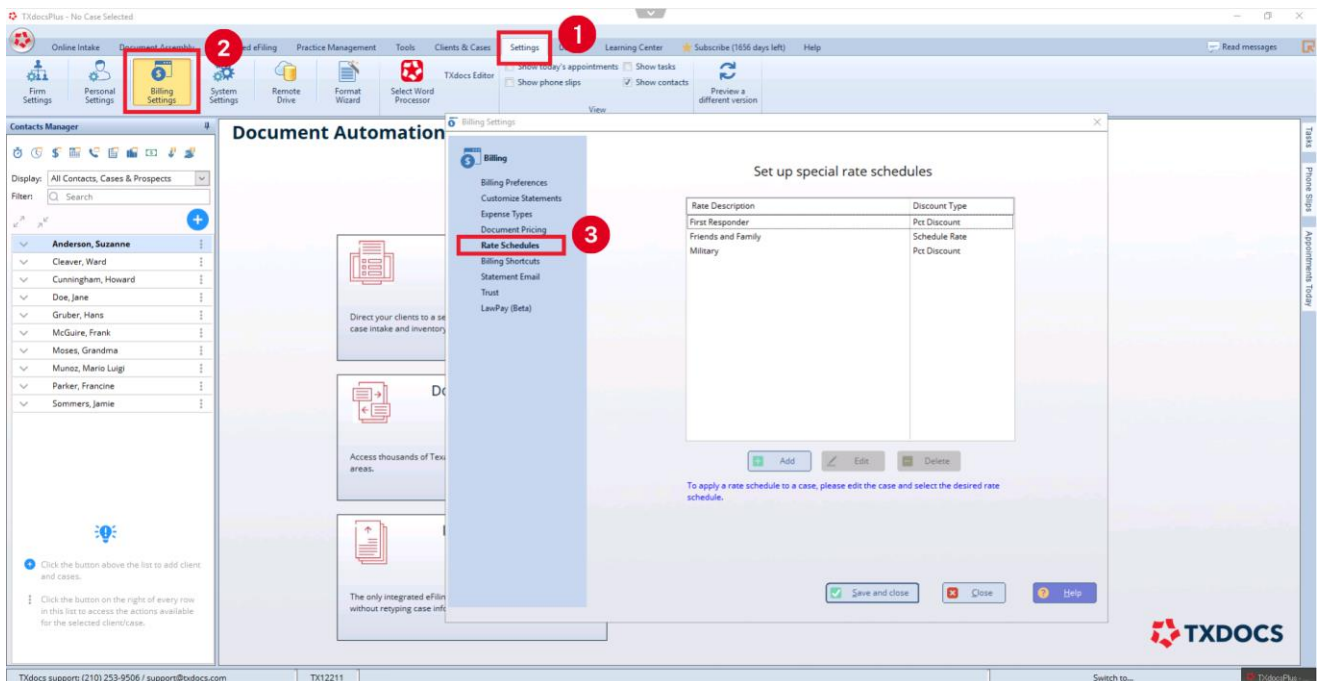 TXdocsPlus - No Case Selected
Online Intake Document Assembly ed eFiling Practice Management Tools Clients & Cases Settings Learning Center Subscribe (1656 days left) Help Read messages
1
2
Firm Settings
Personal Settings
Billing Settings
System Settings
Remote Drive
Format Wizard
Select Word Processor
TXdocs Editor
Show today's appointments
Show tasks
Show phone slips
Show contacts
View
Preview a different version
Contacts Manager
Display: All Contacts, Cases & Prospects
Filter: Search
Anderson, Suzanne
Cleaver, Ward
Cunningham, Howard
Doe, Jane
Gruber, Hans
McGuire, Frank
Moses, Grandma
Munoz, Mario Luigi
Parker, Francine
Sommers, Jamie
Click the button above the list to add client
and cases.
Click the button on the right of every row
in this list to access the actions available
for the selected client/case.
Document Automation
Direct your clients to a se
case intake and inventory
Do
Access thousands of Texa
areas.
The only integrated eFilin
without retyping case info
Billing Settings
Billing
Billing Preferences
Customize Statements
Expense Types
Document Pricing
Rate Schedules
3
Billing Shortcuts
Statement Email
Trust
LawPay (Beta)
Set up special rate schedules
Rate Description Discount Type
First Responder Pct Discount
Friends and Family Schedule Rate
Military Pct Discount
Add Edit Delete
To apply a rate schedule to a case, please edit the case and select the desired rate
schedule.
Save and close Close Help
Tasks
Phone Slips
Appointments Today
TXDOCS
TXdocs support: (210) 253-9506 / support@txdocs.com TX12211 Switch to... TXdocsPlus -